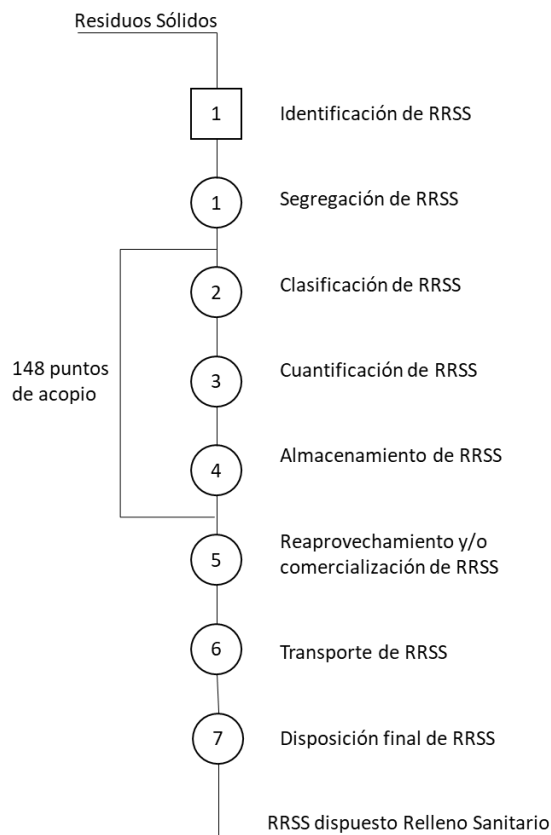 Residuos Sólidos
1
Identificación de RRSS
1
Segregación de RRSS
2
Clasificación de RRSS
148 puntos
de acopio
3
Cuantificación de RRSS
4
Almacenamiento de RRSS
5
Reaprovechamiento y/o
comercialización de RRSS
6
Transporte de RRSS
7
Disposición final de RRSS
RRSS dispuesto Relleno Sanitario